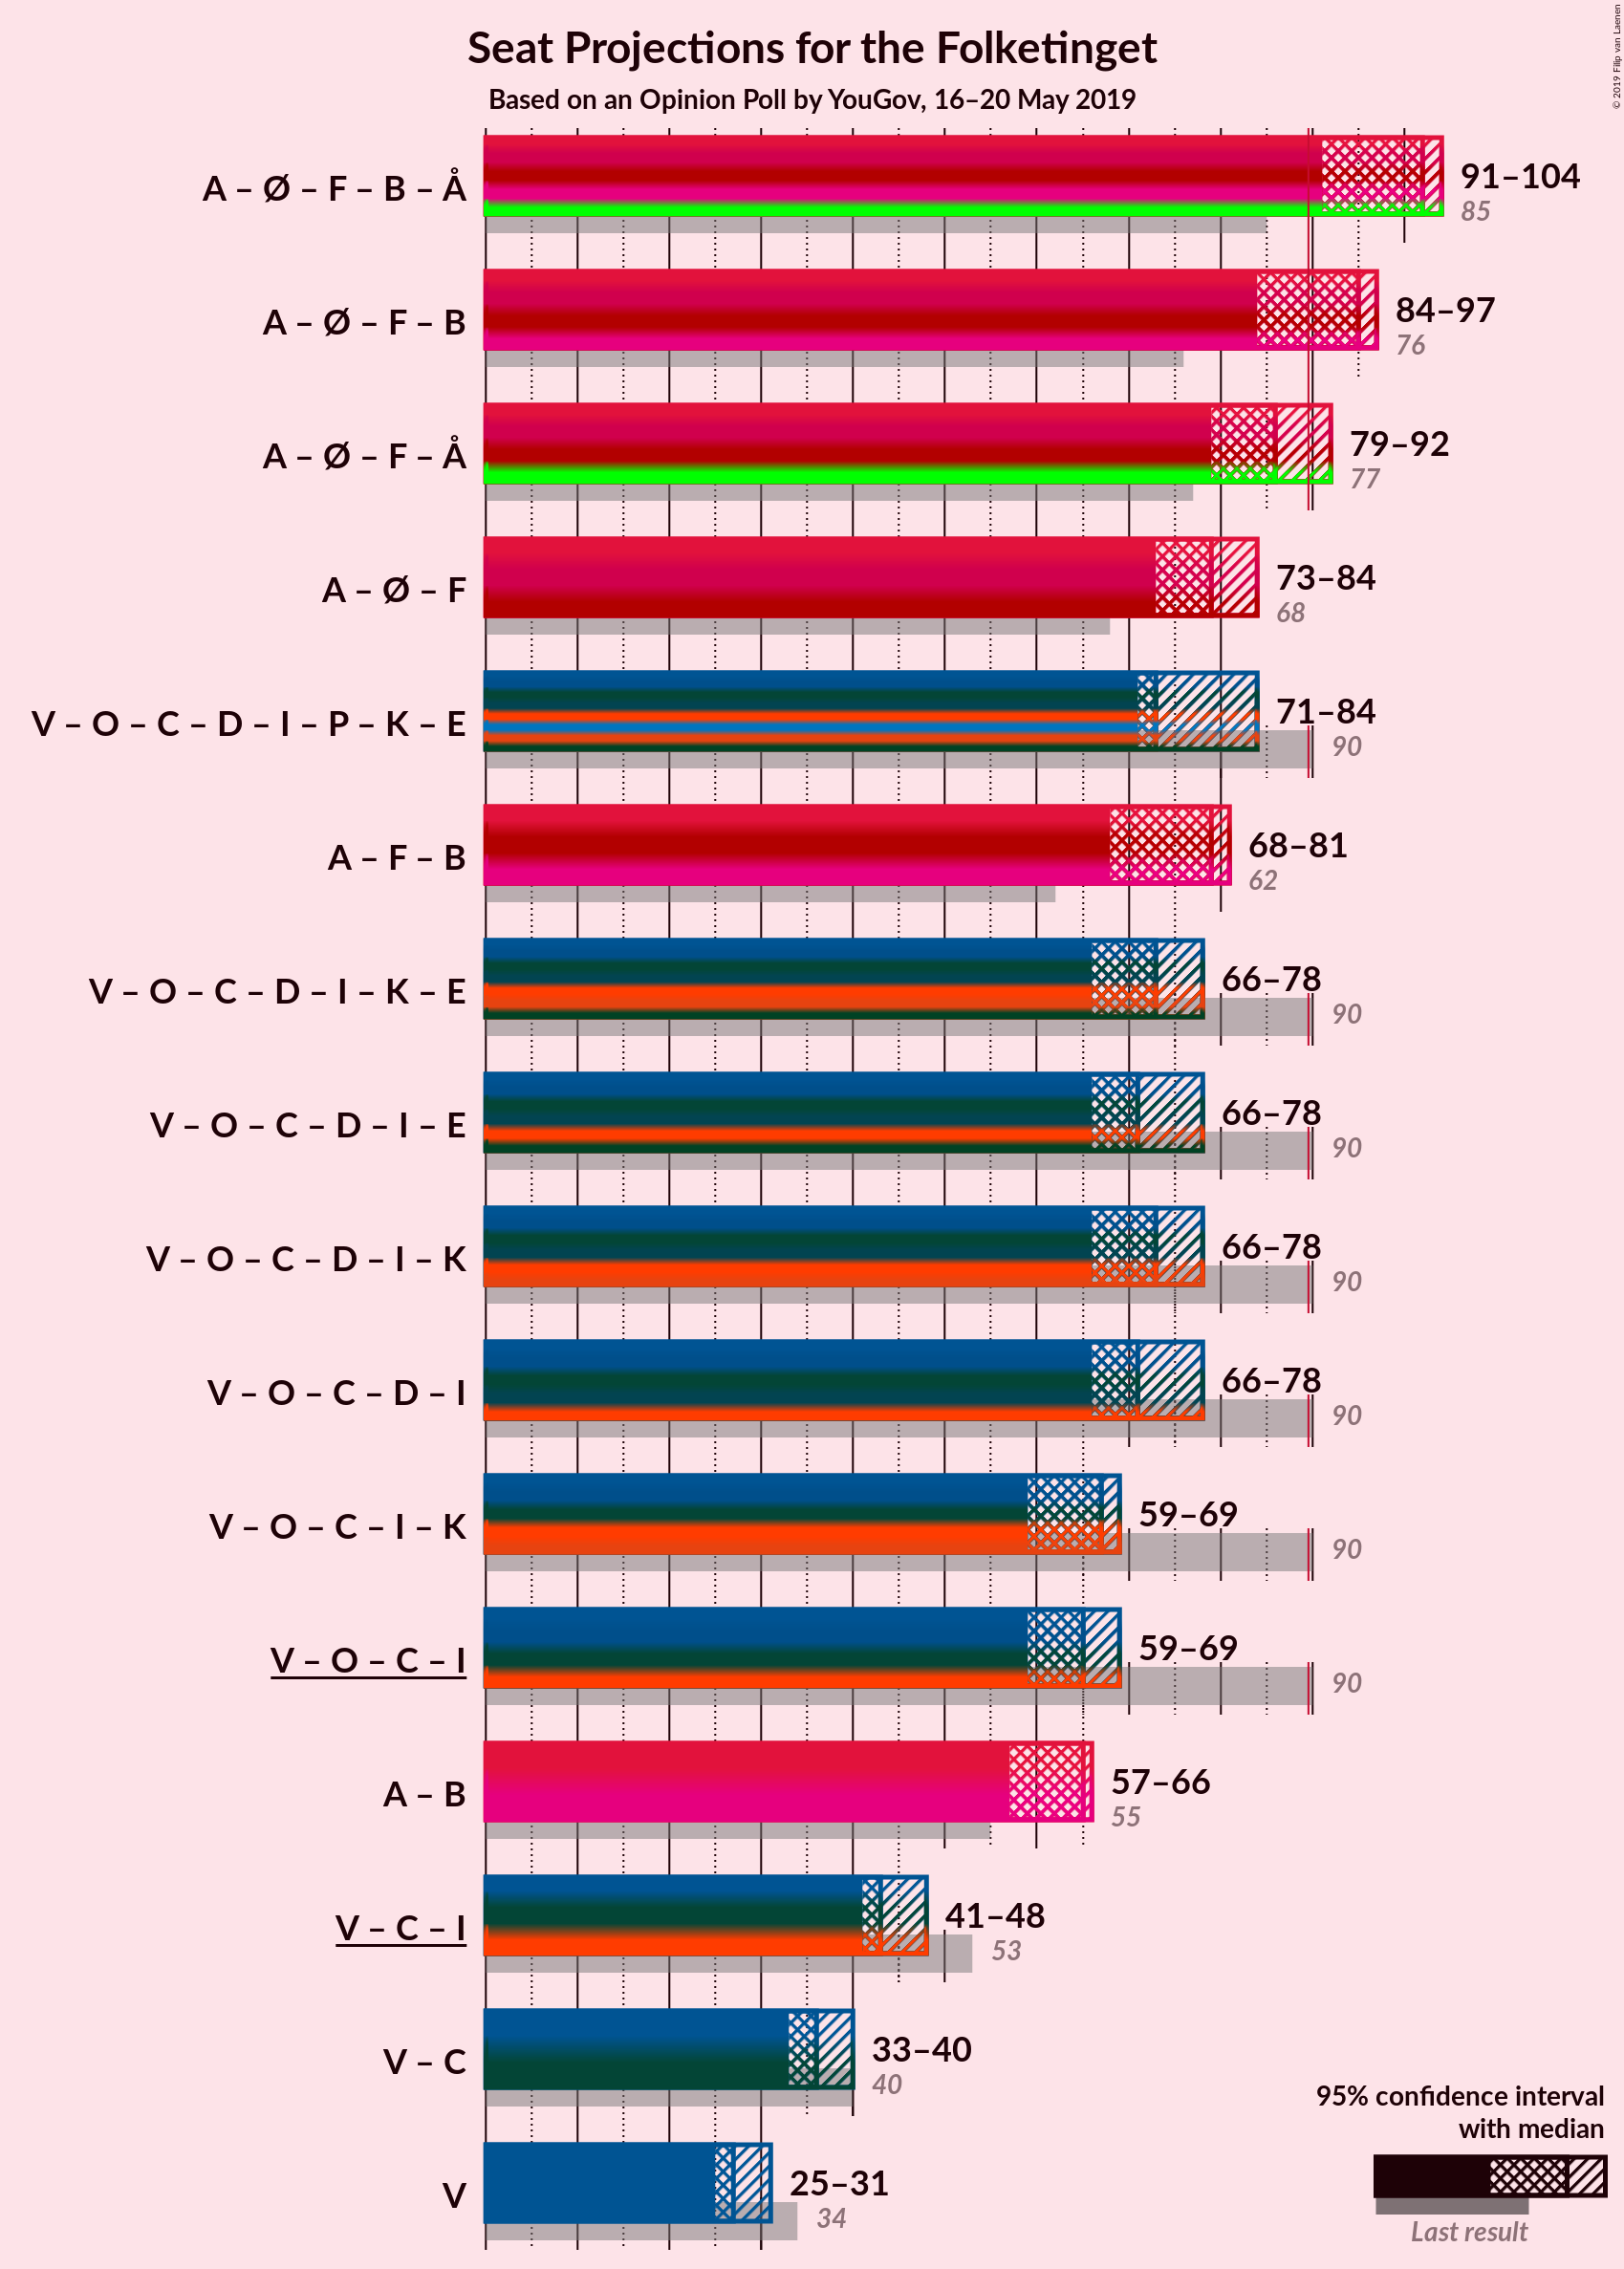 © 2019 Filip van Laenen
Seat Projections for the Folketinget
Based on an Opinion Poll by YouGov, 16–20 May 2019
A – Ø – F – B – Å
91–104
85
A – Ø – F – B
84–97
76
A – Ø – F – Å
79–92
77
A – Ø – F
73–84
68
V – O – C – D – I – P – K – E
71–84
90
A – F – B
68–81
62
V – O – C – D – I – K – E
66–78
90
V – O – C – D – I – E
66–78
90
V – O – C – D – I – K
66–78
90
V – O – C – D – I
66–78
90
V – O – C – I – K
59–69
90
V – O – C – I
59–69
90
A – B
57–66
55
V – C – I
41–48
53
V – C
33–40
40
V
25–31
34
95% confidence interval
with median
Last result